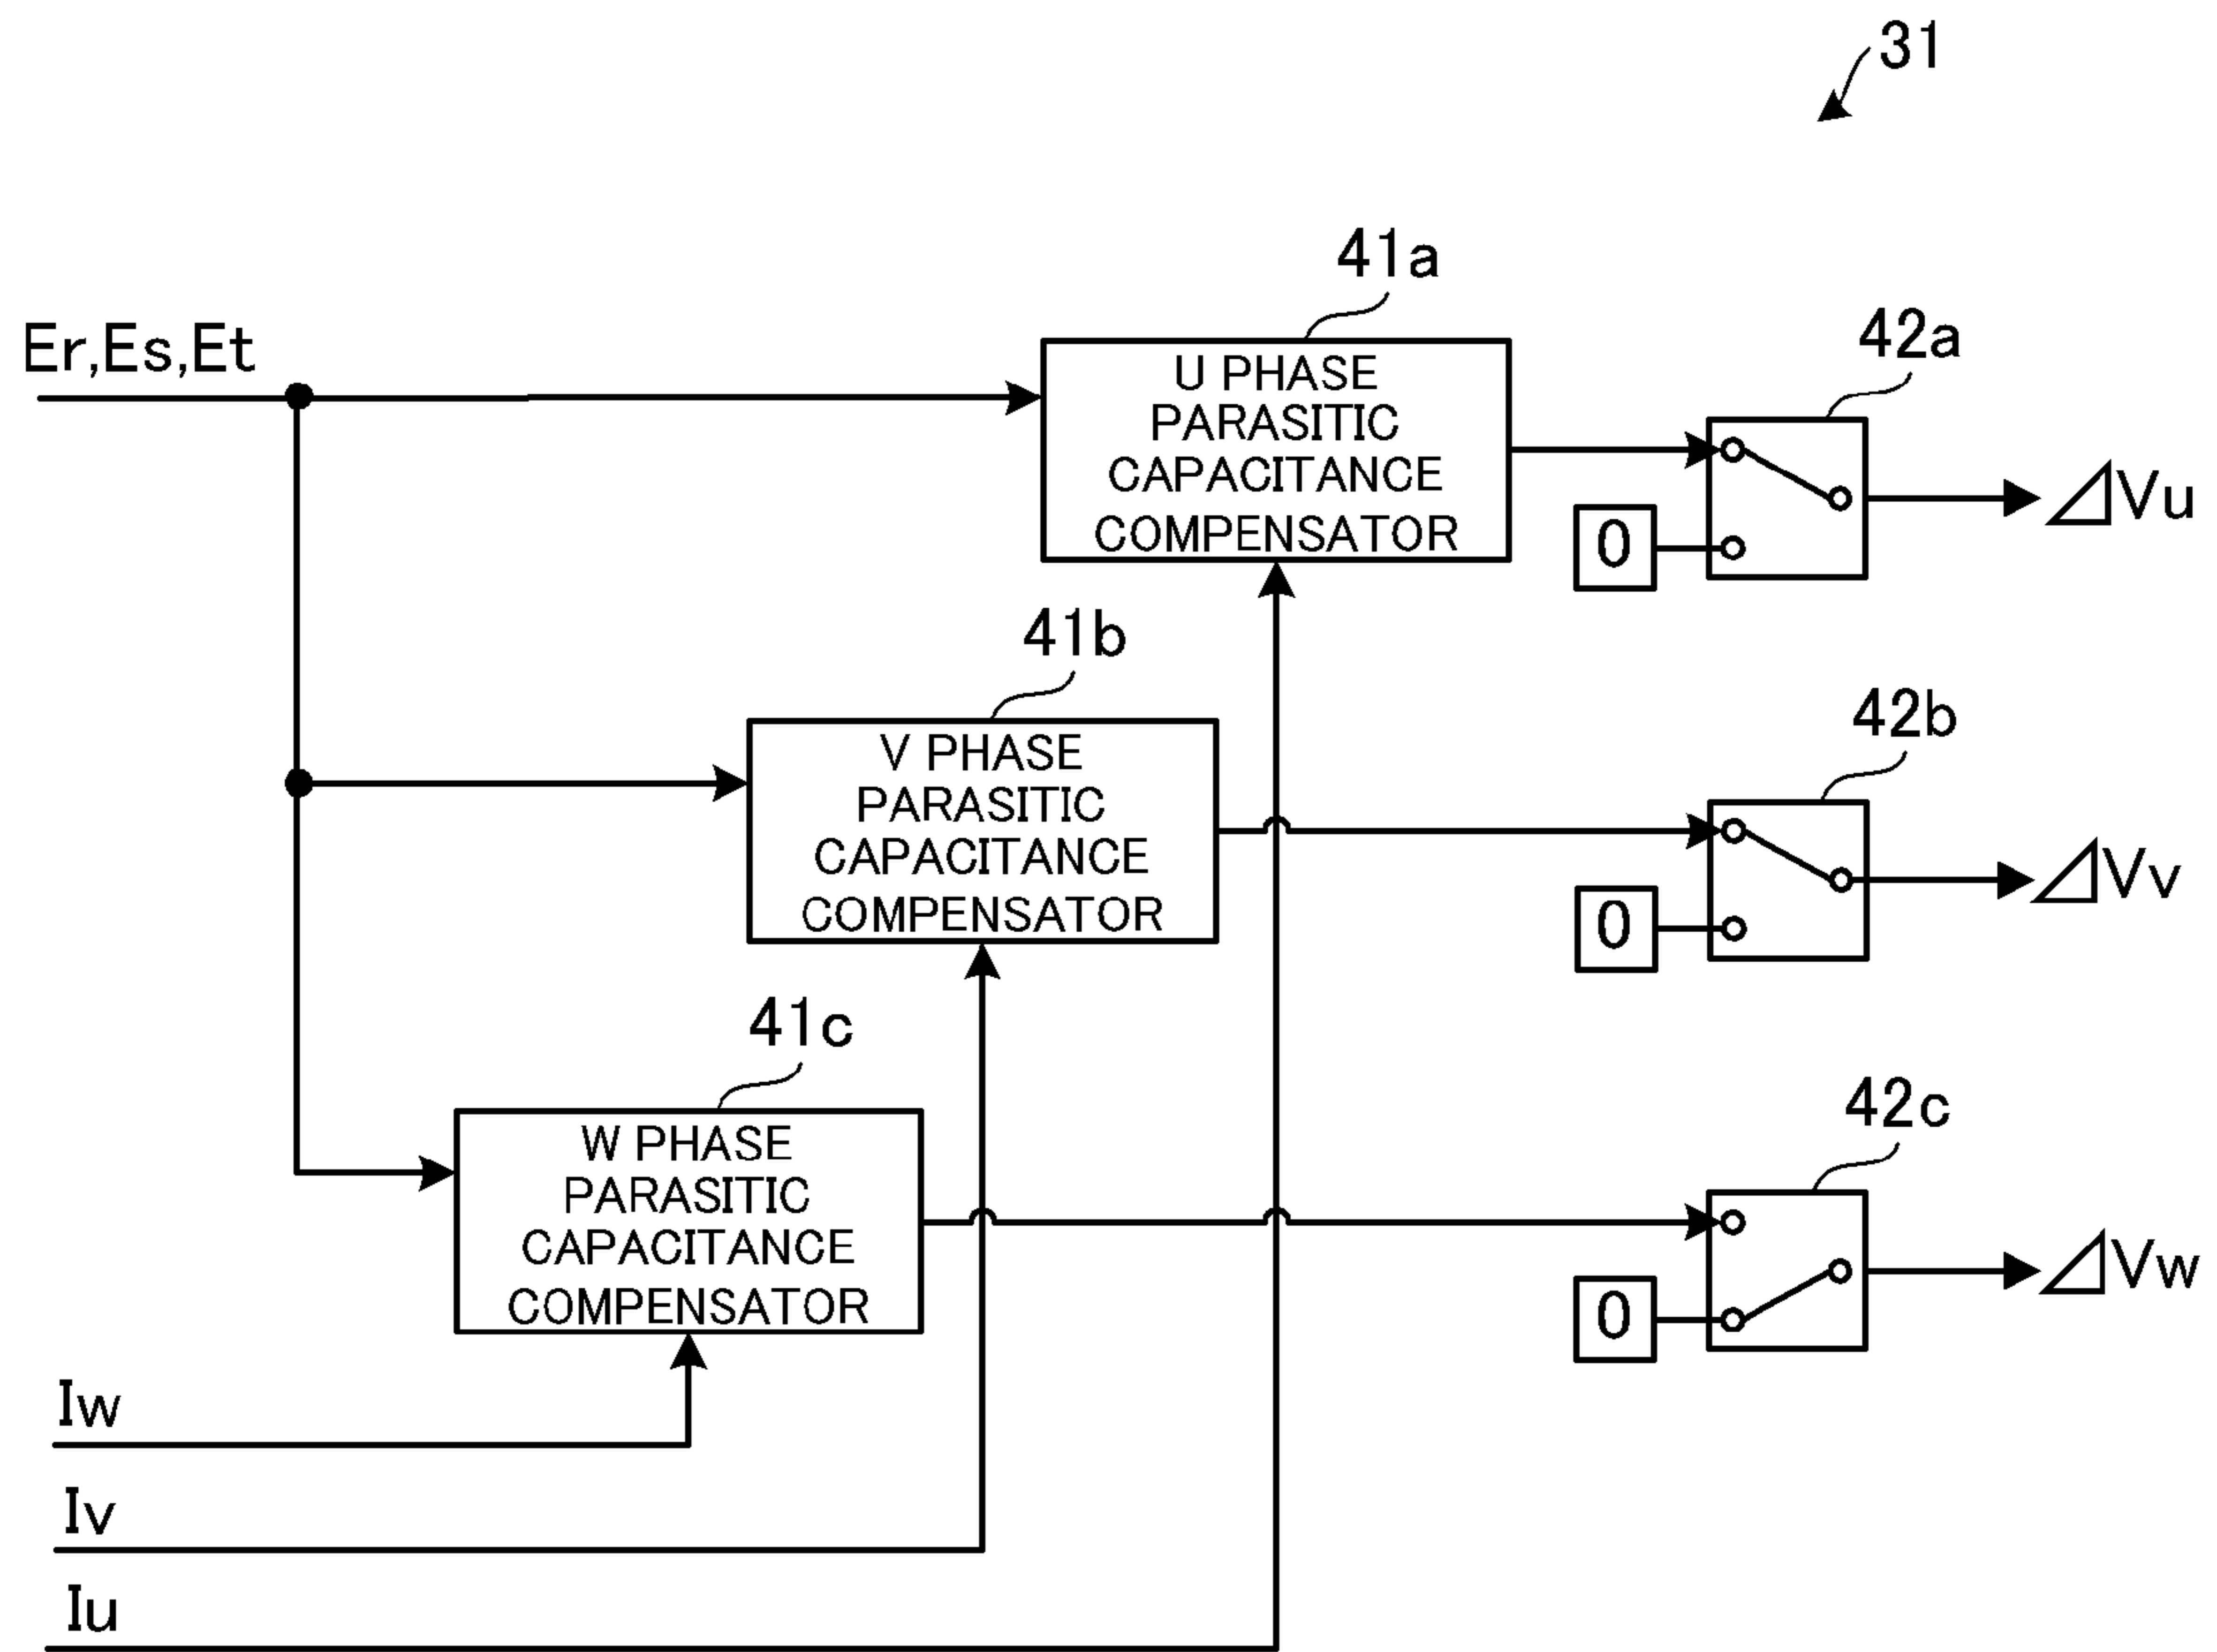 31
41a
Er,Es,Et
U PHASE
PARASITIC
CAPACITANCE
COMPENSATOR
42a
0
⊿Vu
41b
V PHASE
PARASITIC
CAPACITANCE
COMPENSATOR
42b
0
⊿Vv
41c
W PHASE
PARASITIC
CAPACITANCE
COMPENSATOR
42c
0
⊿Vw
Iw
Iv
Iu